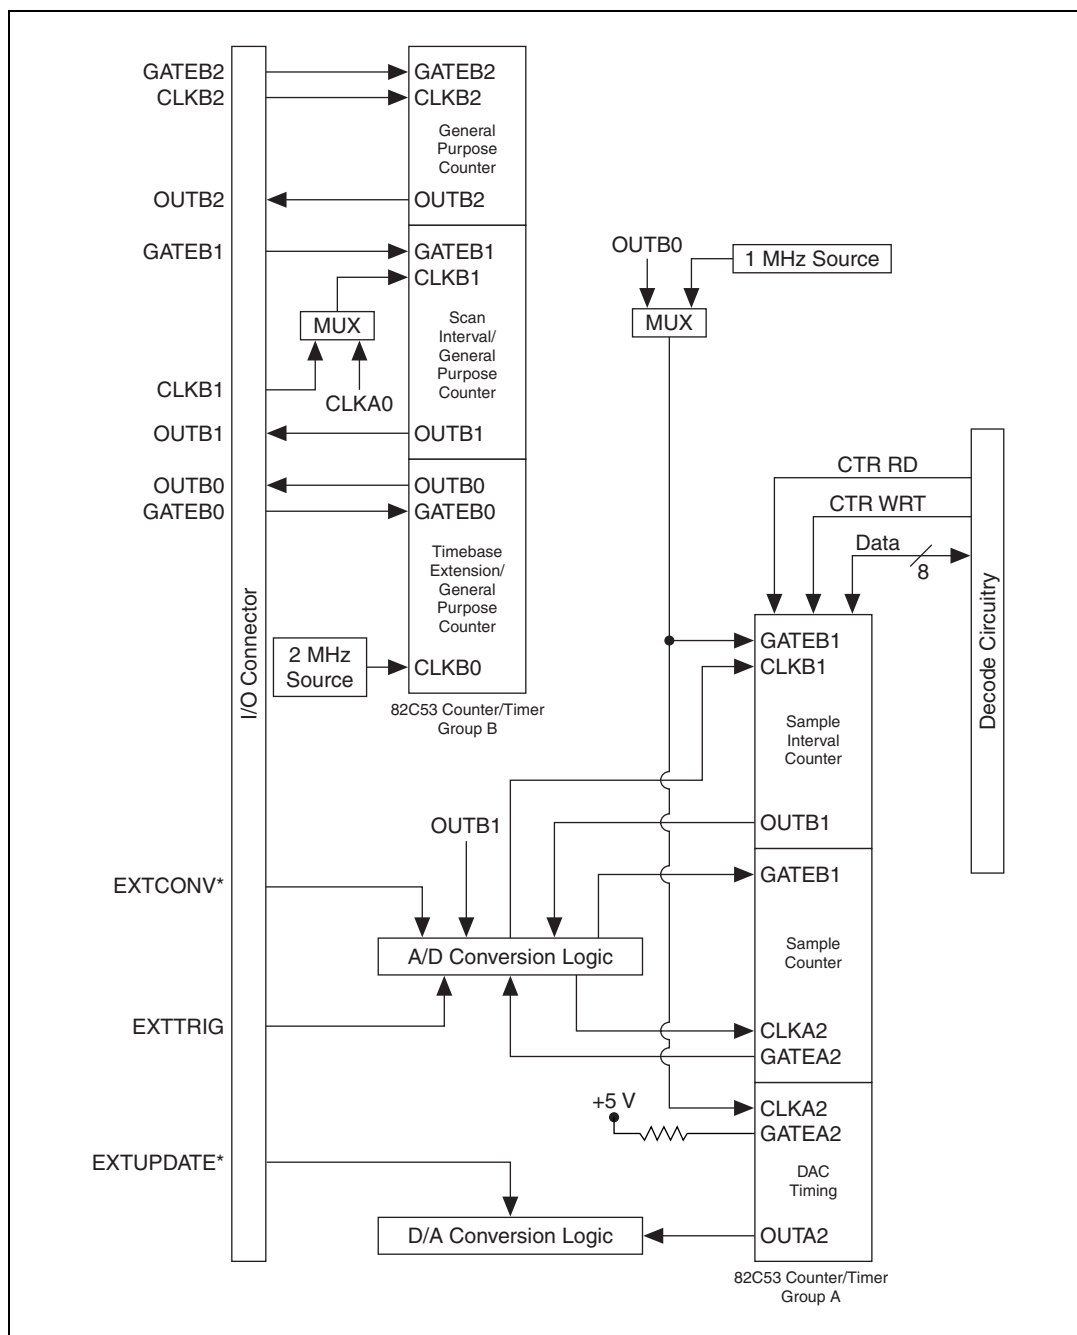 GATEB2
CLKB2
OUTB2
GATEB1
CLKB1
OUTB1
OUTB0
GATEB0
EXTCONV*
EXTTRIG
EXTUPDATE*
I/O Connector
GATEB2
CLKB2
General
Purpose
Counter
OUTB2
GATEB1
CLKB1
MUX
CLKA0
Scan
Interval/
General
Purpose
Counter
OUTB1
OUTB0
GATEB0
Timebase
Extension/
General
Purpose
Counter
2 MHz
Source
CLKB0
82C53 Counter/Timer
Group B
OUTB0
1 MHz Source
MUX
CTR RD
CTR WRT
Data
8
Decode Circuitry
GATEB1
CLKB1
Sample
Interval
Counter
OUTB1
OUTB1
GATEB1
A/D Conversion Logic
Sample
Counter
CLKA2
GATEA2
+5 V
CLKA2
GATEA2
DAC
Timing
D/A Conversion Logic
OUTA2
82C53 Counter/Timer
Group A